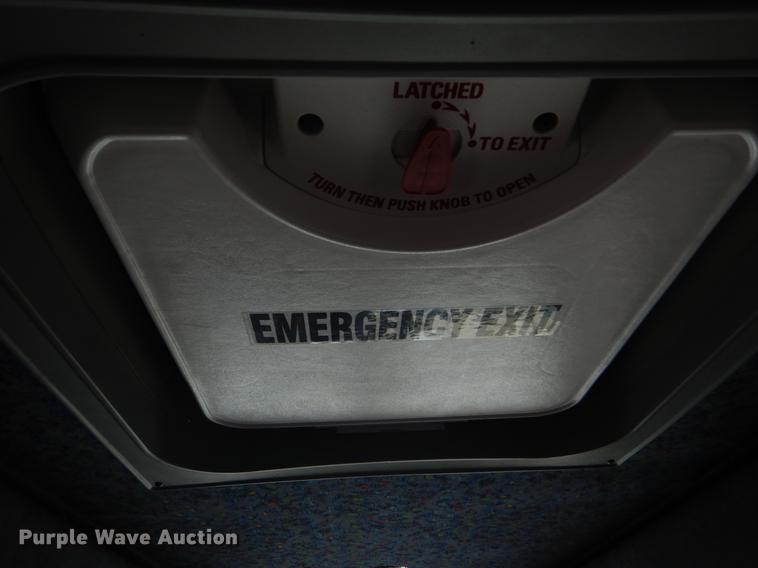 LATCHED
TO EXIT
TURN THEN PUSH KNOB TO OPEN
EMERGENCY EXIT
Purple Wave Auction